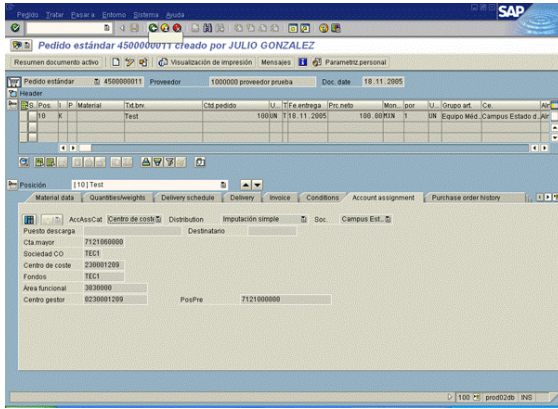 Pedido Tratar Pasar a Entorno Sistema Ayuda
SAP
Pedido estándar 4500000011 creado por JULIO GONZALEZ
Resumen documento activo Visualización de impresión Mensajes Parametriz.personal
Pedido estándar 4500000011 Proveedor 1000000 proveedor prueba Doc. date 18.11.2005
Header
S. Pos. I P Material Txt.brv. Ctd.pedido U... T Fe.entrega Prc.neto Mon... por U... Grupo art. Ce.
10 K Test 100 UN T 18.11.2005 100.00 MXN 1 UN Equipo Méd.. Campus Estado d..
Posición [ 10 ] Test
Material data Quantities/weights Delivery schedule Delivery Invoice Conditions Account assignment Purchase order history
AccAssCat Centro de coste Distribution Imputación simple Soc. Campus Est..
Puesto descarga Destinatario
Cta.mayor 7121060000
Sociedad CO TEC1
Centro de coste 230001209
Fondos TEC1
Área funcional 3030000
Centro gestor 0230001209 PosPre 7121000000
100 prod02db INS